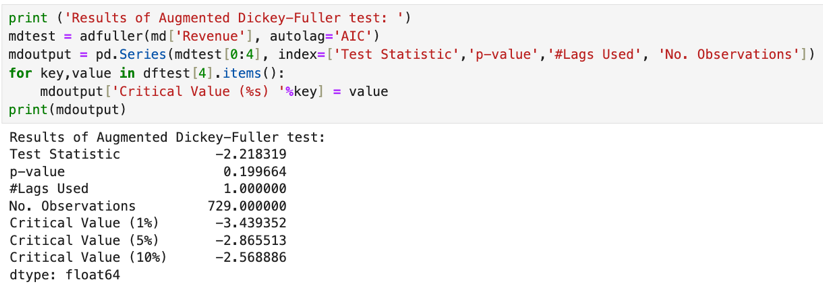 print ('Results of Augmented Dickey-Fuller test: ')
mdtest = adfuller(md['Revenue'], autolag='AIC')
mdoutput = pd.Series(mdtest[0:4], index=['Test Statistic','p-value','#Lags Used', 'No. Observations'])
for key,value in dftest[4].items():
    mdoutput['Critical Value (%s) '%key] = value
print(mdoutput)
Results of Augmented Dickey-Fuller test:
Test Statistic           -2.218319
p-value                   0.199664
#Lags Used                1.000000
No. Observations        729.000000
Critical Value (1%)      -3.439352
Critical Value (5%)      -2.865513
Critical Value (10%)     -2.568886
dtype: float64